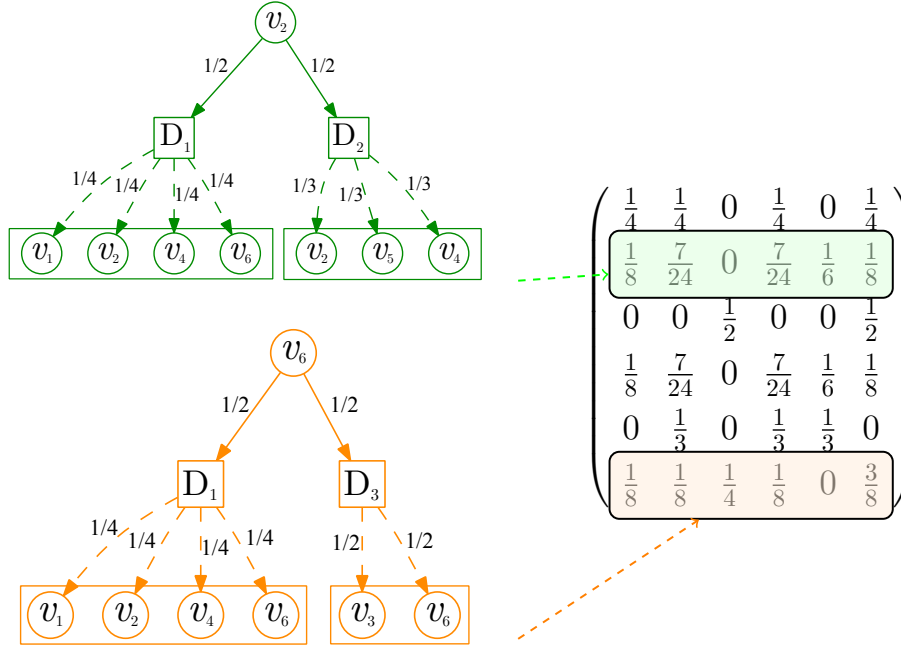 v₂
1/2 1/2
D₁ D₂
1/4 1/4 1/4 1/4 1/3 1/3 1/3
v₁ v₂ v₄ v₆ v₂ v₅ v₄
v₆
1/2 1/2
D₁ D₃
1/4 1/4 1/4 1/4 1/2 1/2
v₁ v₂ v₄ v₆ v₃ v₆
1/4 1/4 0 1/4 0 1/4
1/8 7/24 0 7/24 1/6 1/8
0 0 1/2 0 0 1/2
1/8 7/24 0 7/24 1/6 1/8
0 1/3 0 1/3 1/3 0
1/8 1/8 1/4 1/8 0 3/8